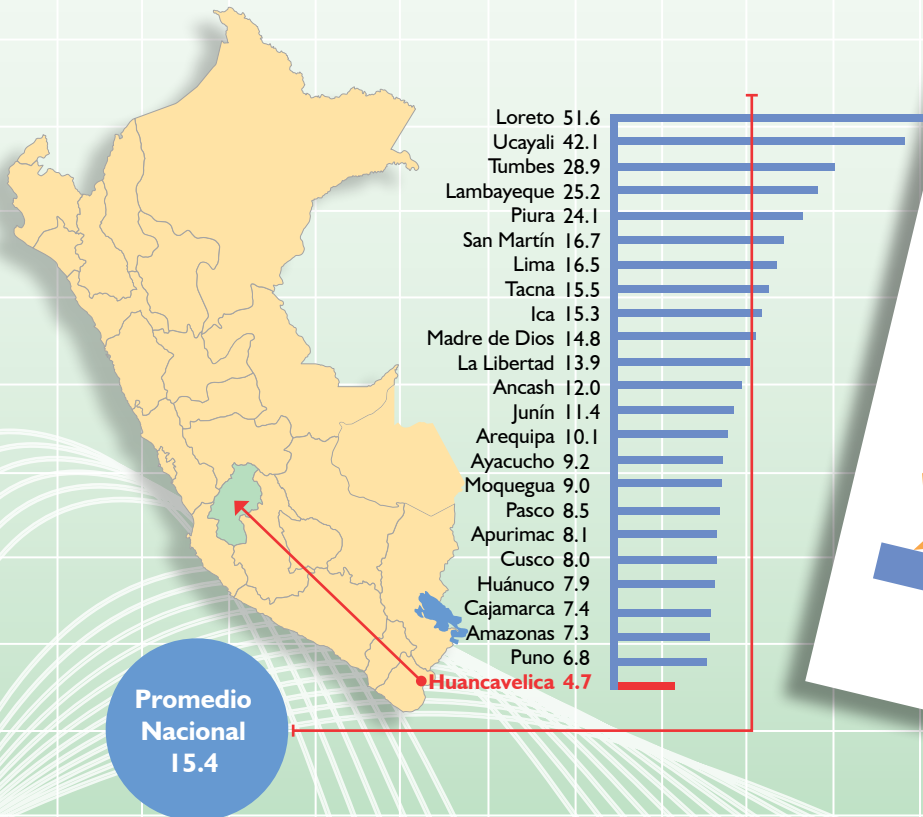 Loreto 51.6
Ucayali 42.1
Tumbes 28.9
Lambayeque 25.2
Piura 24.1
San Martín 16.7
Lima 16.5
Tacna 15.5
Ica 15.3
Madre de Dios 14.8
La Libertad 13.9
Ancash 12.0
Junín 11.4
Arequipa 10.1
Ayacucho 9.2
Moquegua 9.0
Pasco 8.5
Apurimac 8.1
Cusco 8.0
Huánuco 7.9
Cajamarca 7.4
Amazonas 7.3
Puno 6.8
Huancavelica 4.7
Promedio
Nacional
15.4